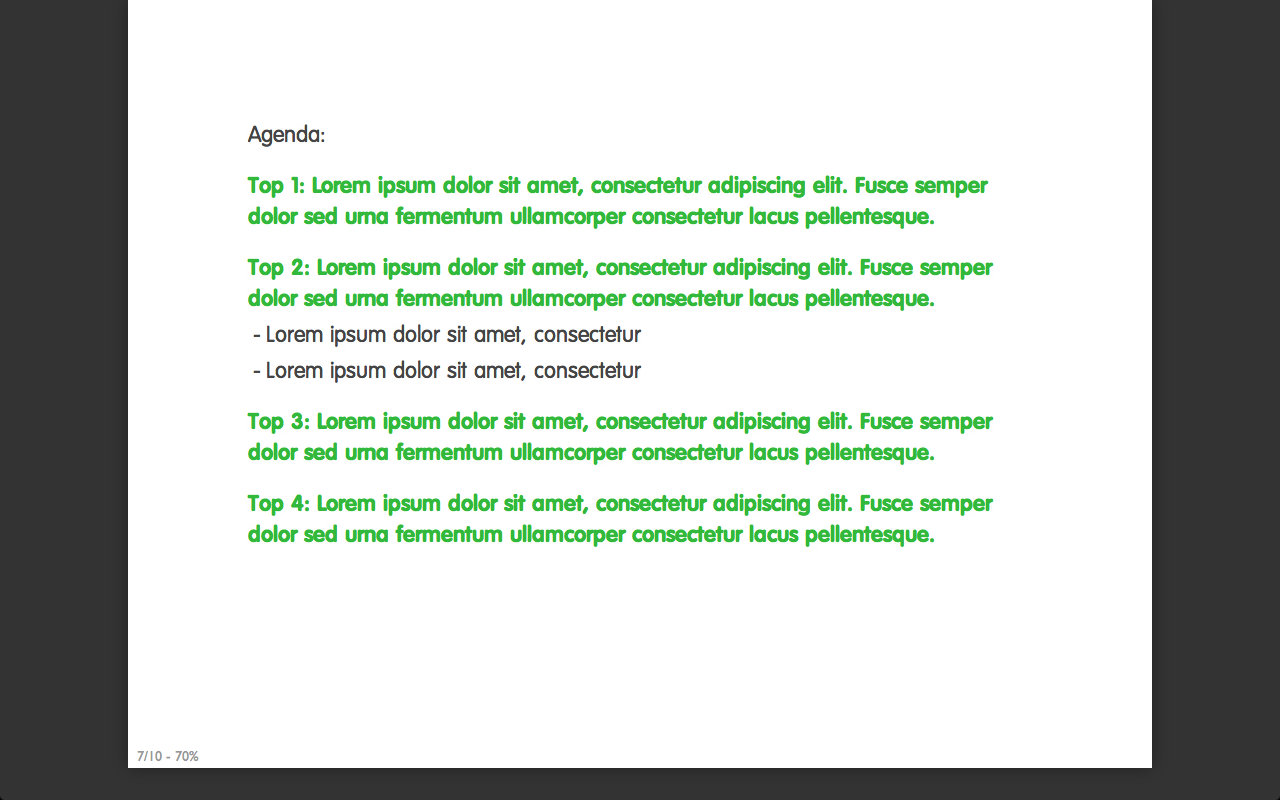 Agenda:
Top 1: Lorem ipsum dolor sit amet, consectetur adipiscing elit. Fusce semper
dolor sed urna fermentum ullamcorper consectetur lacus pellentesque.
Top 2: Lorem ipsum dolor sit amet, consectetur adipiscing elit. Fusce semper
dolor sed urna fermentum ullamcorper consectetur lacus pellentesque.
- Lorem ipsum dolor sit amet, consectetur
- Lorem ipsum dolor sit amet, consectetur
Top 3: Lorem ipsum dolor sit amet, consectetur adipiscing elit. Fusce semper
dolor sed urna fermentum ullamcorper consectetur lacus pellentesque.
Top 4: Lorem ipsum dolor sit amet, consectetur adipiscing elit. Fusce semper
dolor sed urna fermentum ullamcorper consectetur lacus pellentesque.
7/10 - 70%